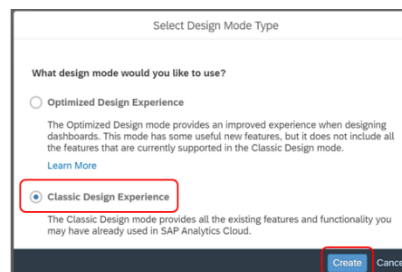 Select Design Mode Type
What design mode would you like to use?
Optimized Design Experience
The Optimized Design mode provides an improved experience when designing
dashboards. This mode has some useful new features, but it does not include all
the features that are currently supported in the Classic Design mode.
Learn More
Classic Design Experience
The Classic Design mode provides all the existing features and functionality you
may have already used in SAP Analytics Cloud.
Create Cance